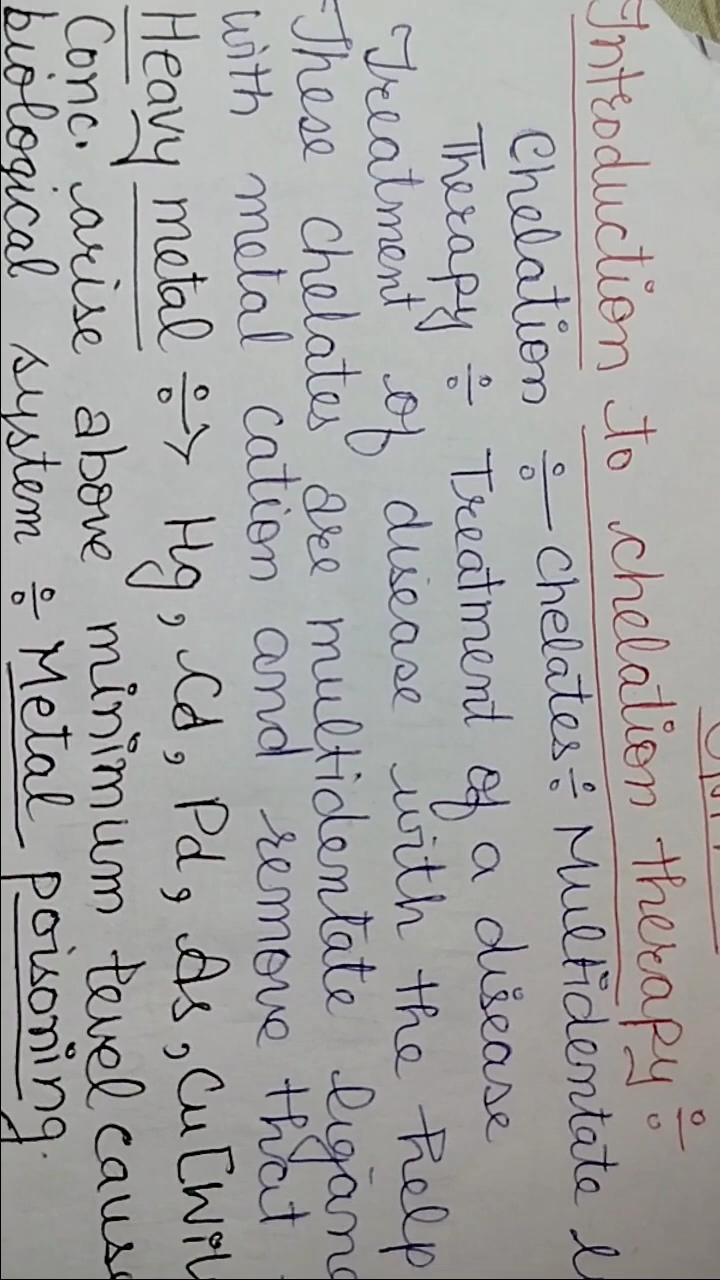 Introduction to chelation therapy ÷
Chelation ÷ Chelates ÷ Multidentate l
Therapy ÷ Treatment of a disease
Treatment of disease with the help
These chelates are multidentate ligand
with metal cation and remove that
Heavy metal ÷→ Hg, Cd, Pd, As, Cu [Wit
Conc. arise above minimum level cause
biological system ÷ Metal poisoning.